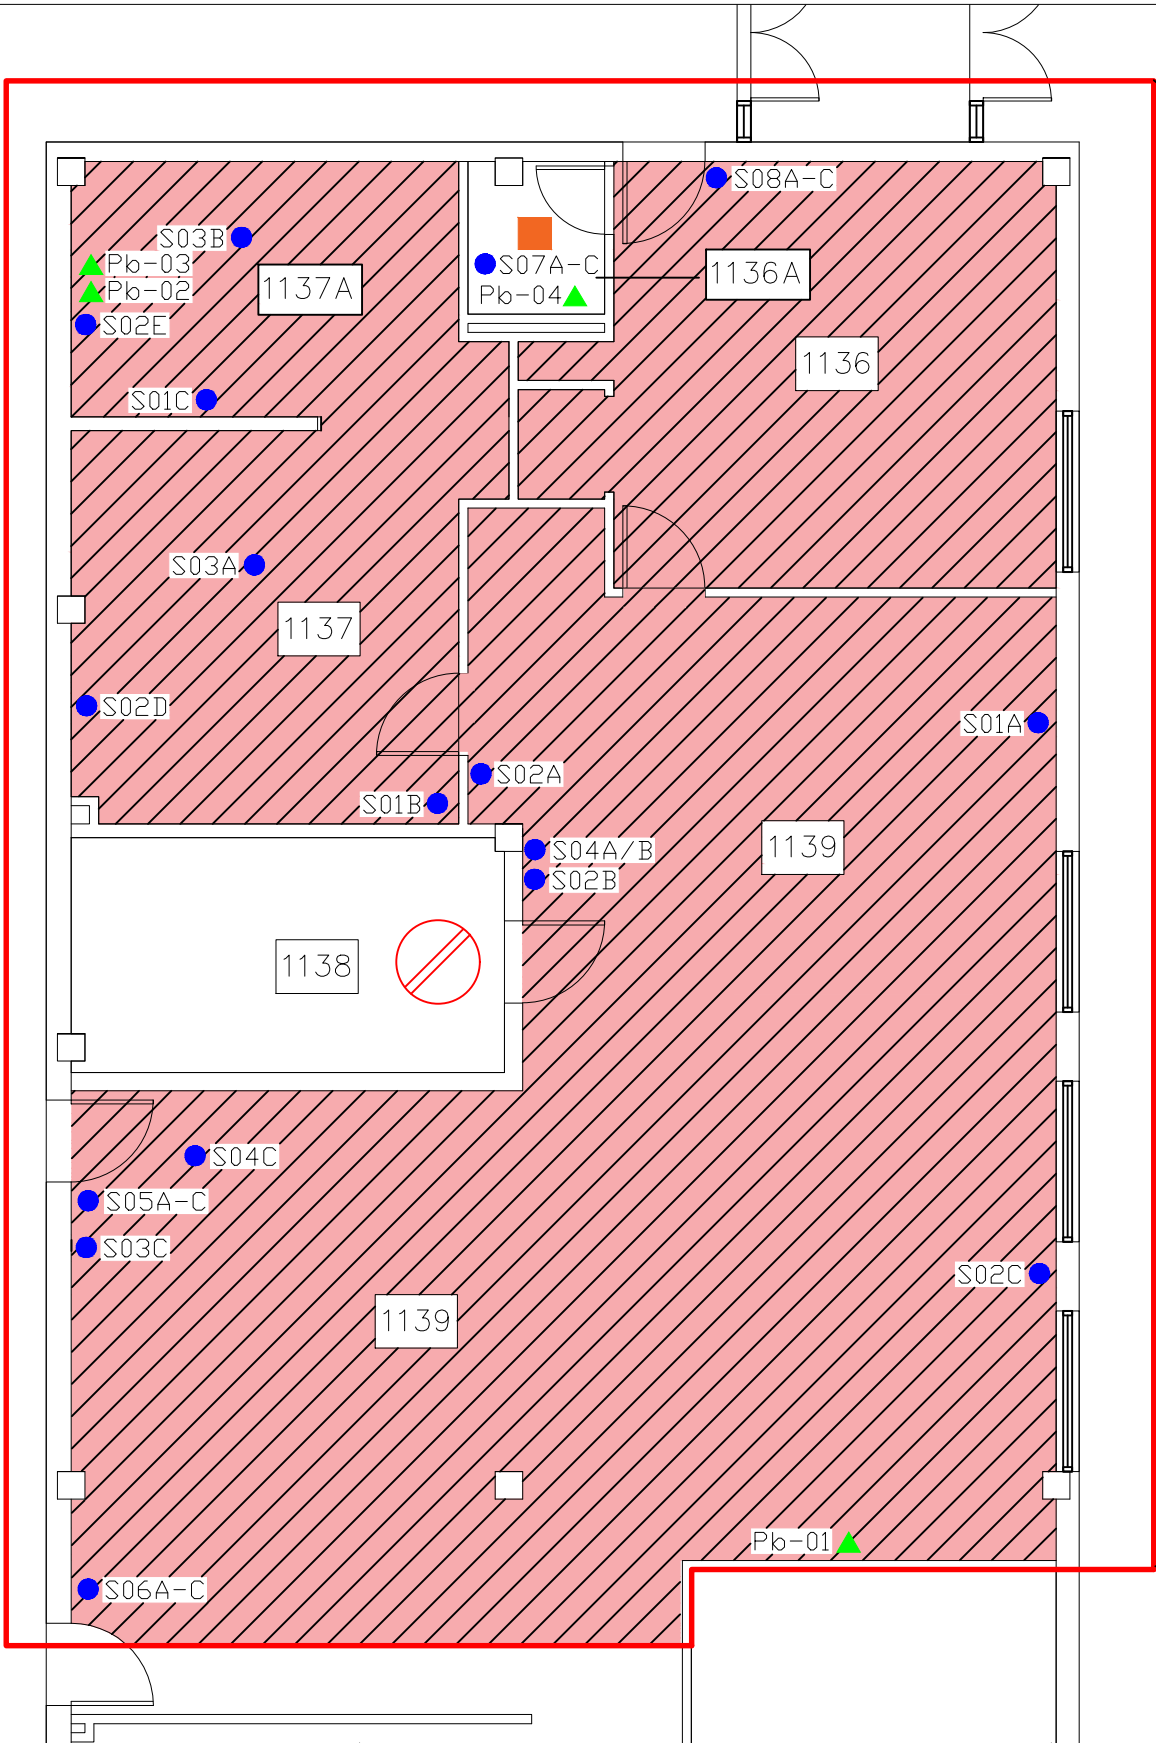 S08A-C
S03B
Pb-03
S07A-C
1136A
1137A
Pb-02
Pb-04
S02E
1136
S01C
S03A
1137
S02D
S01A
S02A
S01B
S04A/B
1139
S02B
1138
S04C
S05A-C
S03C
S02C
1139
Pb-01
S06A-C